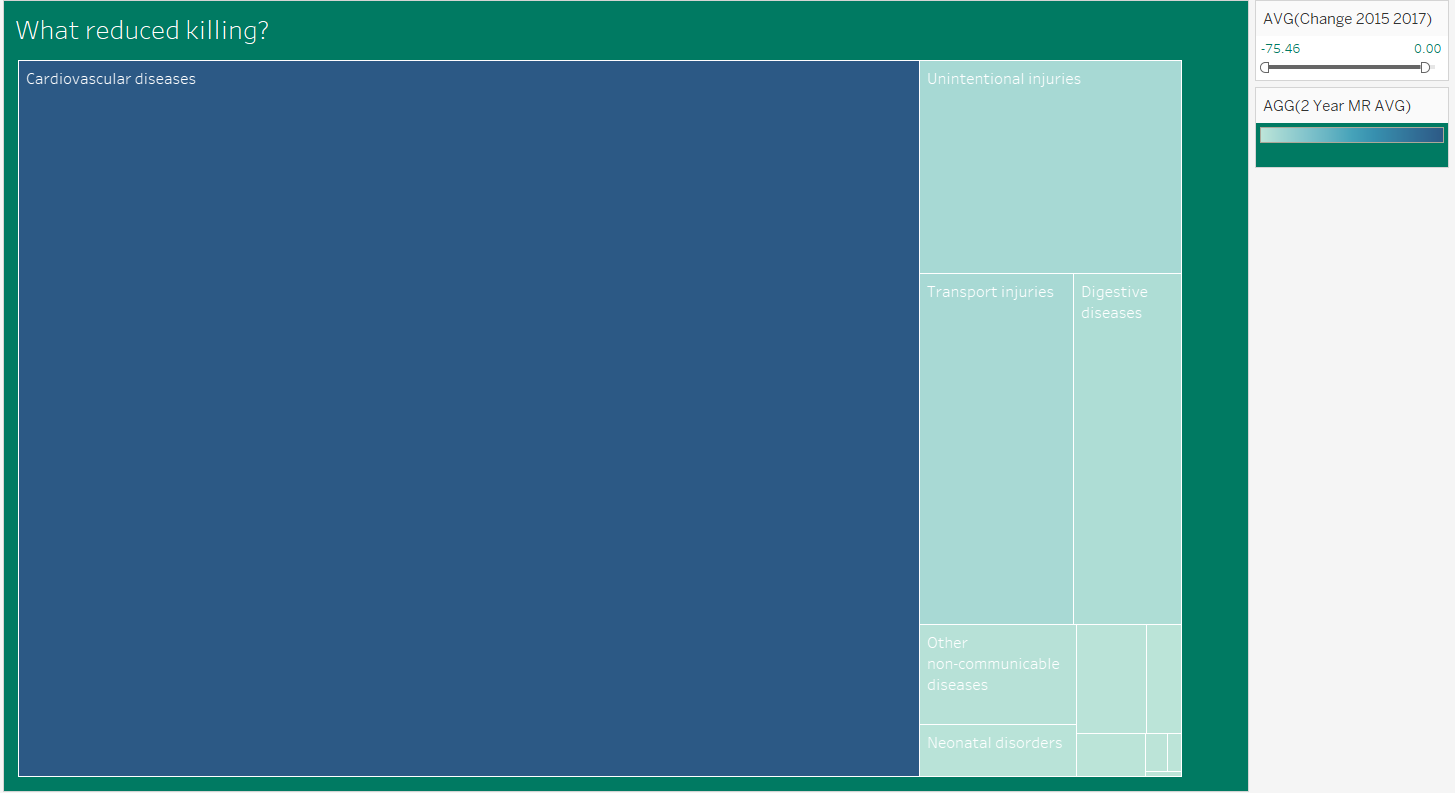 What reduced killing?
Cardiovascular diseases
Unintentional injuries
Transport injuries
Digestive
diseases
Other
non-communicable
diseases
Neonatal disorders
AVG(Change 2015 2017)
-75.46 0.00
AGG(2 Year MR AVG)